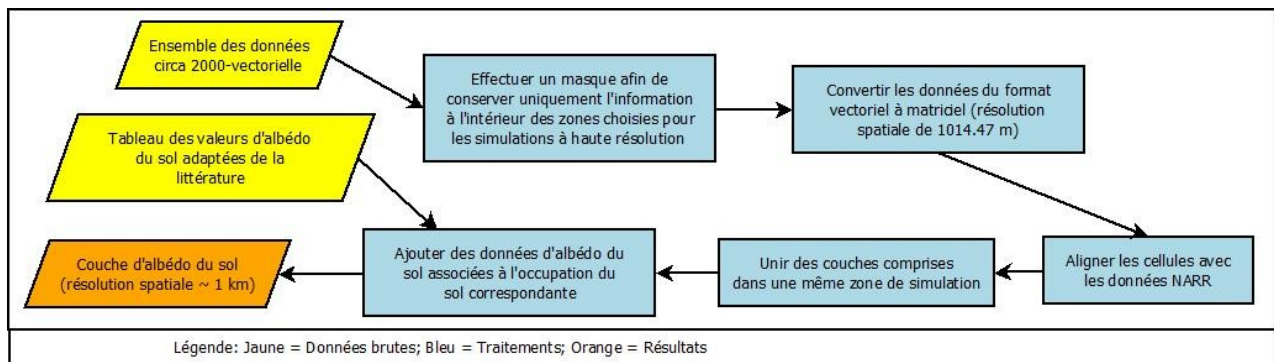 Ensemble des données
circa 2000-vectorielle
Effectuer un masque afin de
conserver uniquement l'information
à l'intérieur des zones choisies pour
les simulations à haute résolution
Convertir les données du format
vectoriel à matriciel (résolution
spatiale de 1014.47 m)
Tableau des valeurs d'albédo
du sol adaptées de la
littérature
Couche d'albédo du sol
(résolution spatiale ~ 1 km)
Ajouter des données d'albédo du
sol associées à l'occupation du
sol correspondante
Unir des couches comprises
dans une même zone de simulation
Aligner les cellules avec
les données NARR
Légende: Jaune = Données brutes; Bleu = Traitements; Orange = Résultats